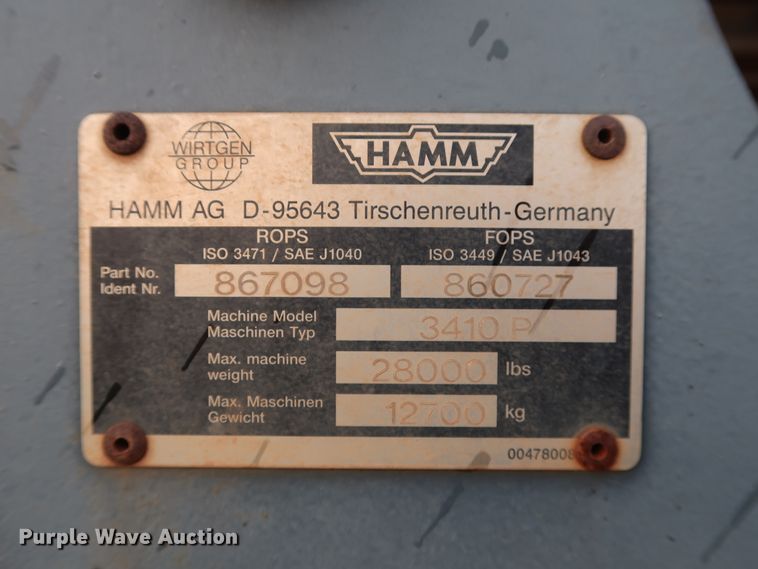 WIRTGEN
GROUP
HAMM
HAMM AG D-95643 Tirschenreuth-Germany
ROPS
ISO 3471 / SAE J1040
FOPS
ISO 3449 / SAE J1043
Part No.
Ident Nr.
867098
860727
Machine Model
Maschinen Typ
3410 P
Max. machine
weight
28000 lbs
Max. Maschinen
Gewicht
12700 kg
Purple Wave Auction